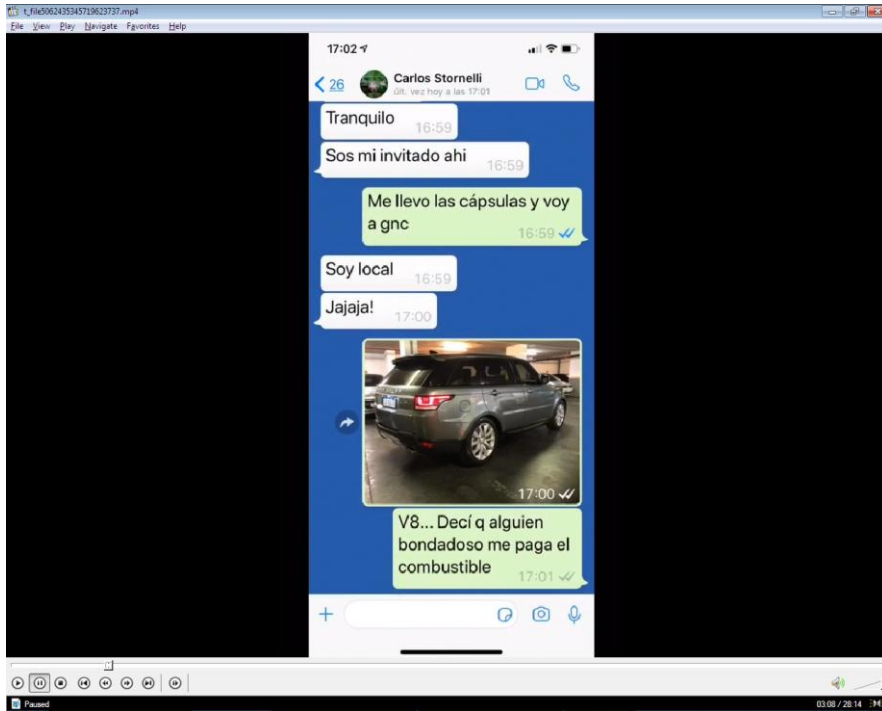 t_file5062435345719623737.mp4
File View Play Navigate Favorites Help
17:02
26
Carlos Stornelli
últ. vez hoy a las 17:01
Tranquilo
16:59
Sos mi invitado ahi
16:59
Me llevo las cápsulas y voy
a gnc
16:59
Soy local
16:59
Jajaja!
17:00
17:00
V8... Decí q alguien
bondadoso me paga el
combustible
17:01
Paused
03:08 / 28:14